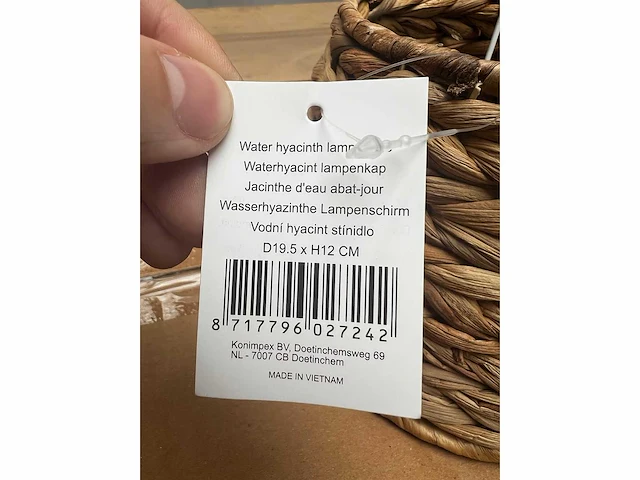 Water hyacinth
Waterhyacint lampenkap
Jacinthe d'eau abat-jour
Wasserhyazinthe Lampenschirm
Vodní hyacint stínidlo
D19.5 x H12 CM
8 717796 027242
Konimpex BV, Doetinchemsweg 69
NL - 7007 CB Doetinchem
MADE IN VIETNAM